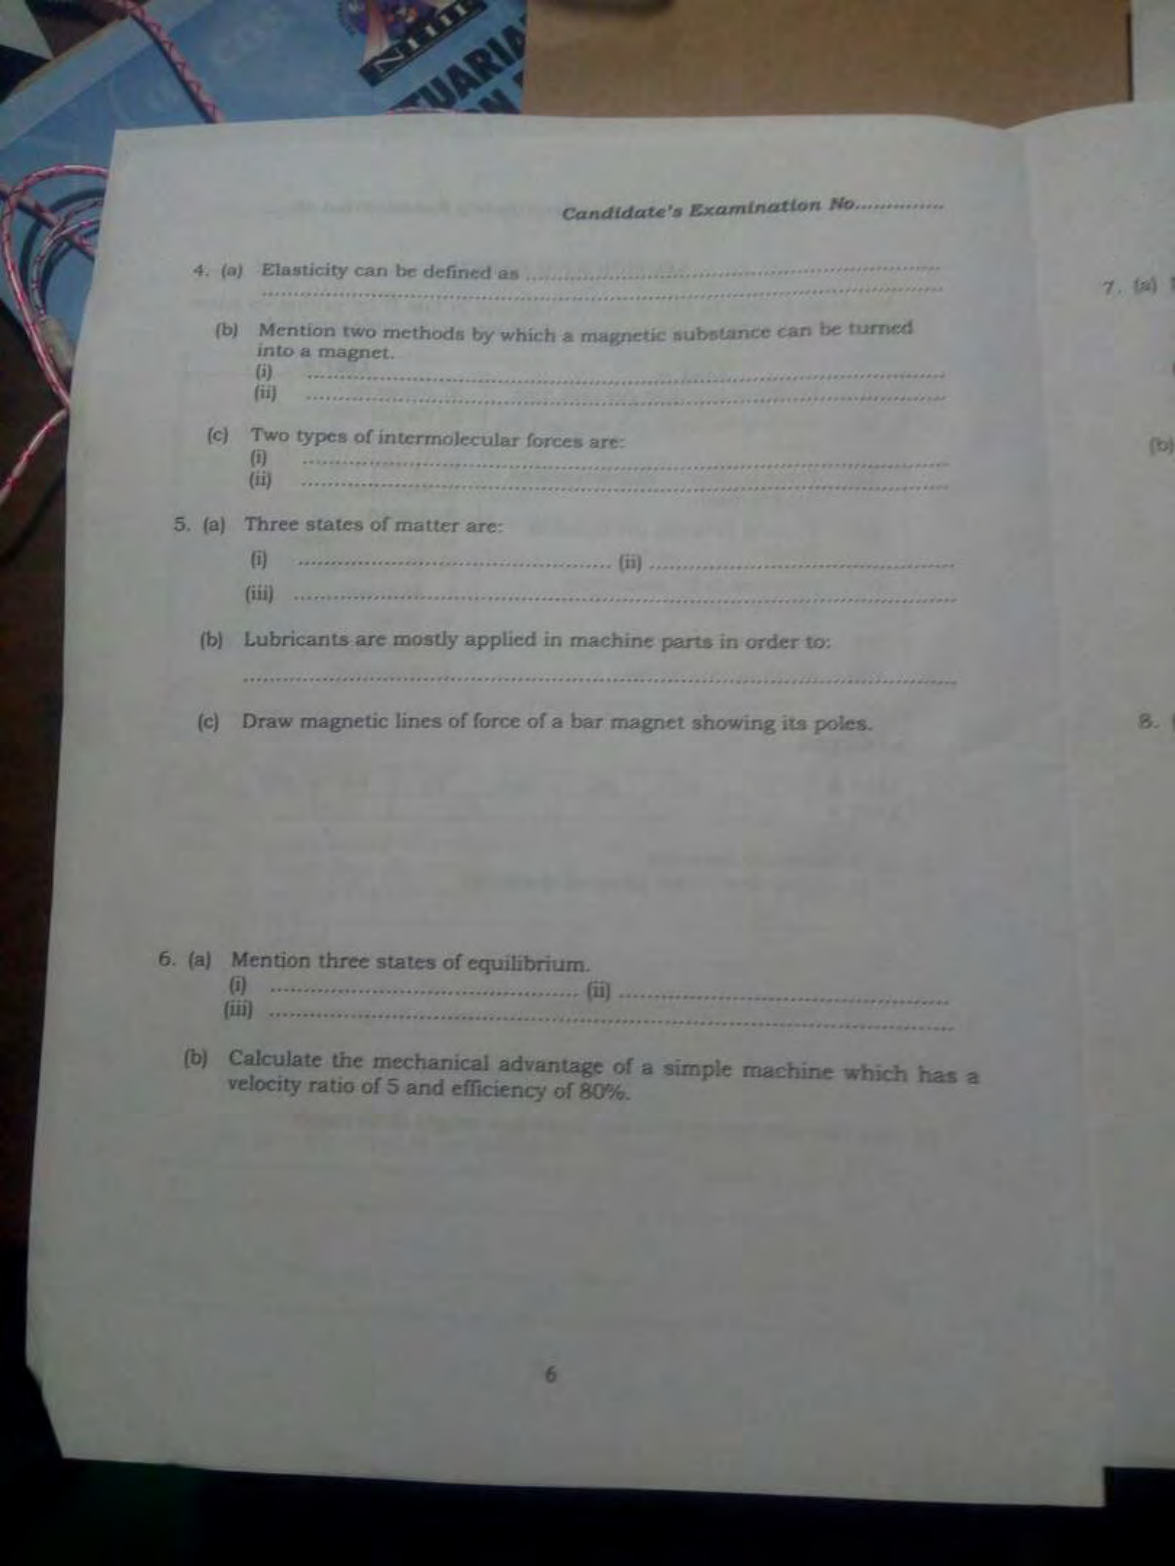 NIIT
TUARIA
ON
Candidate's Examination No..............
4. (a) Elasticity can be defined as ................................................
................................................
(b) Mention two methods by which a magnetic substance can be turned
into a magnet.
(i) ................................................
(ii) ................................................
(c) Two types of intermolecular forces are:
(i) ................................................
(ii) ................................................
5. (a) Three states of matter are:
(i) ................................ (ii) ................................
(iii) ................................................
(b) Lubricants are mostly applied in machine parts in order to:
................................................
(c) Draw magnetic lines of force of a bar magnet showing its poles.
6. (a) Mention three states of equilibrium.
(i) ................................ (ii) ................................
(iii) ................................................
(b) Calculate the mechanical advantage of a simple machine which has a
velocity ratio of 5 and efficiency of 80%.
6
7. (a)
(b)
8.